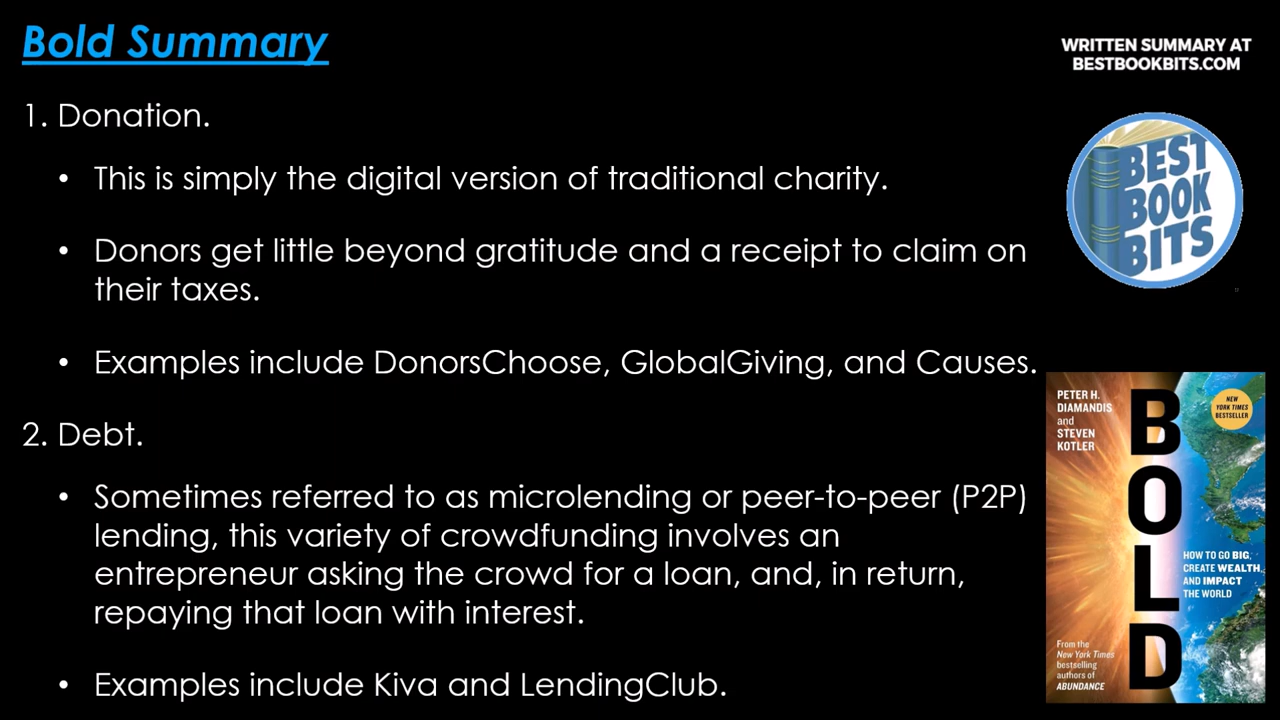 Bold Summary
WRITTEN SUMMARY AT
BESTBOOKBITS.COM
1. Donation.
• This is simply the digital version of traditional charity.
• Donors get little beyond gratitude and a receipt to claim on
their taxes.
• Examples include DonorsChoose, GlobalGiving, and Causes.
2. Debt.
• Sometimes referred to as microlending or peer-to-peer (P2P)
lending, this variety of crowdfunding involves an
entrepreneur asking the crowd for a loan, and, in return,
repaying that loan with interest.
• Examples include Kiva and LendingClub.
BEST
BOOK
BITS
PETER H.
DIAMANDIS
and
STEVEN
KOTLER
NEW
YORK TIMES
BESTSELLER
BOLD
HOW TO GO BIG,
CREATE WEALTH,
AND IMPACT
THE WORLD
From the
New York Times
bestselling
authors of
ABUNDANCE